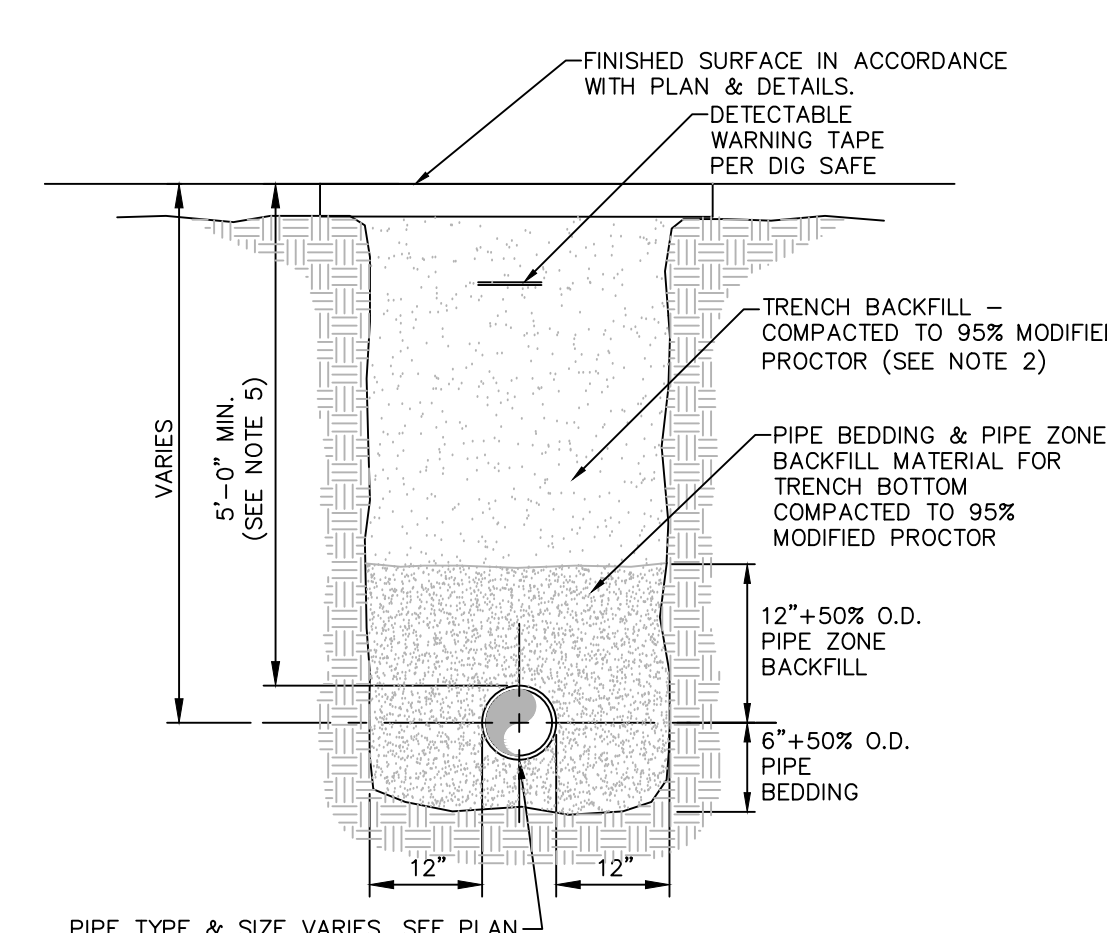 FINISHED SURFACE IN ACCORDANCE
WITH PLAN & DETAILS.
DETECTABLE
WARNING TAPE
PER DIG SAFE
TRENCH BACKFILL –
COMPACTED TO 95% MODIFIE
PROCTOR (SEE NOTE 2)
VARIES
5'–0" MIN.
(SEE NOTE 5)
PIPE BEDDING & PIPE ZONE
BACKFILL MATERIAL FOR
TRENCH BOTTOM
COMPACTED TO 95%
MODIFIED PROCTOR
12"+50% O.D.
PIPE ZONE
BACKFILL
6"+50% O.D.
PIPE
BEDDING
12"
12"
PIPE TYPE & SIZE VARIES, SEE PLAN